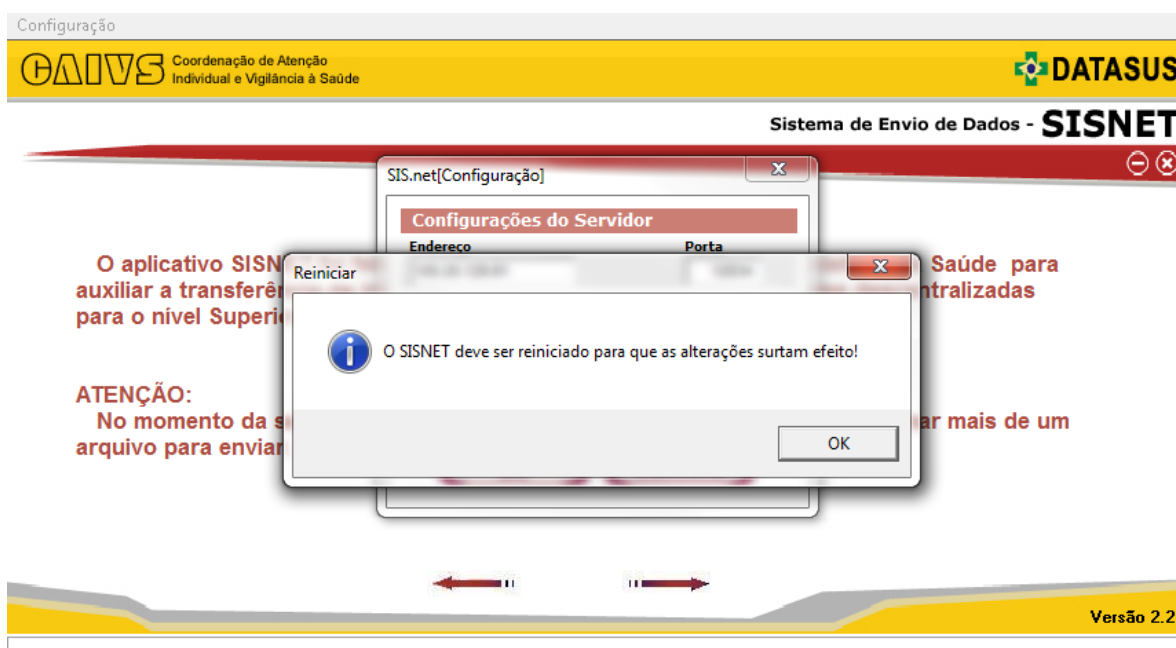 Configuração
CAIVS Coordenação de Atenção
Individual e Vigilância à Saúde
DATASUS
Sistema de Envio de Dados - SISNET
SIS.net[Configuração]
Configurações do Servidor
Endereço Porta
O aplicativo SISN Saúde para
auxiliar a transferên ntralizadas
para o nível Superi
Reiniciar
O SISNET deve ser reiniciado para que as alterações surtam efeito!
OK
ATENÇÃO:
No momento da s ar mais de um
arquivo para enviar
Versão 2.2